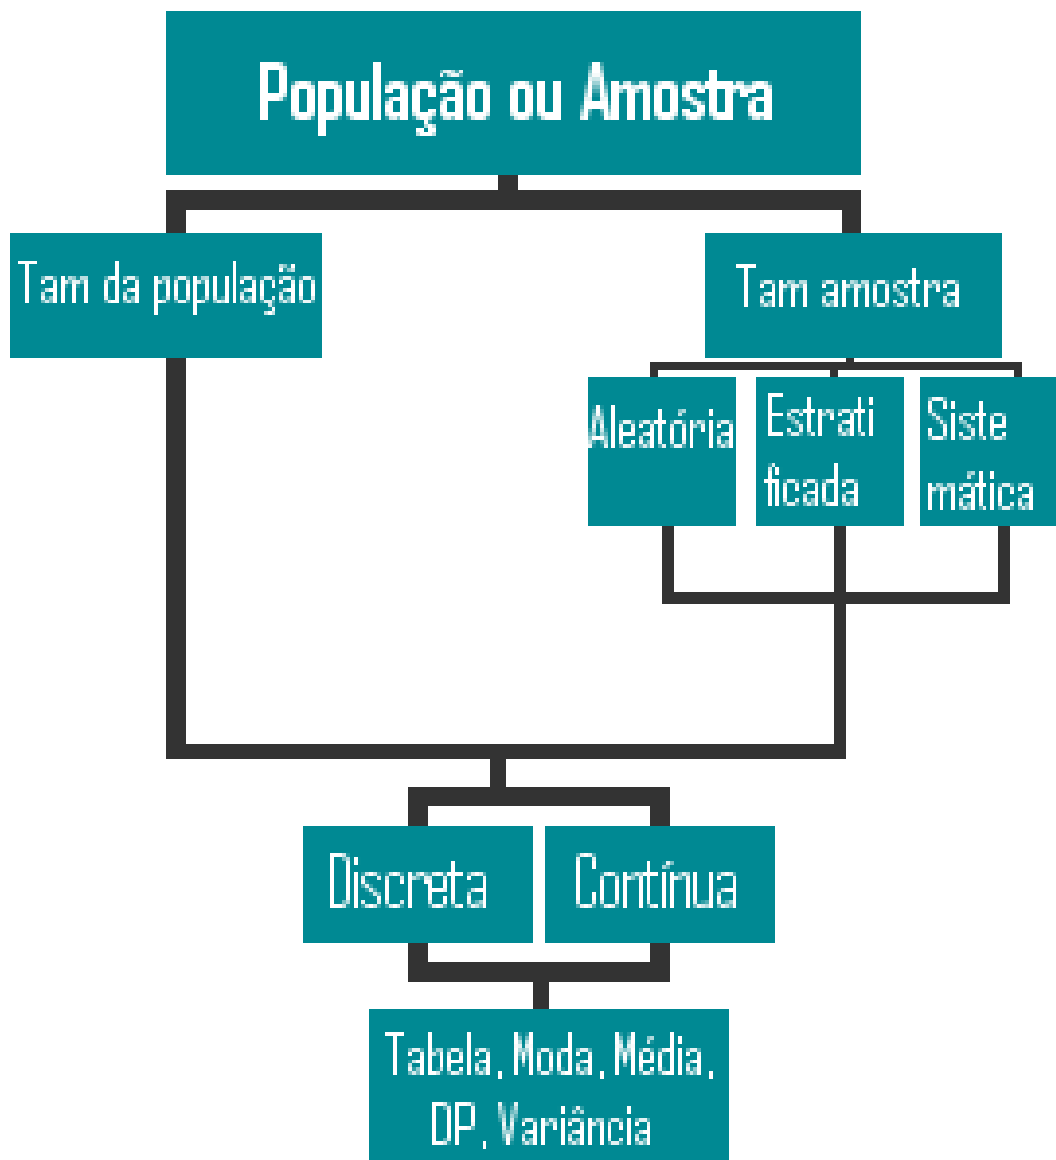 População ou Amostra
Tam da população
Tam amostra
Aleatória
Estrati
ficada
Siste
mática
Discreta
Contínua
Tabela, Moda, Média,
DP, Variância